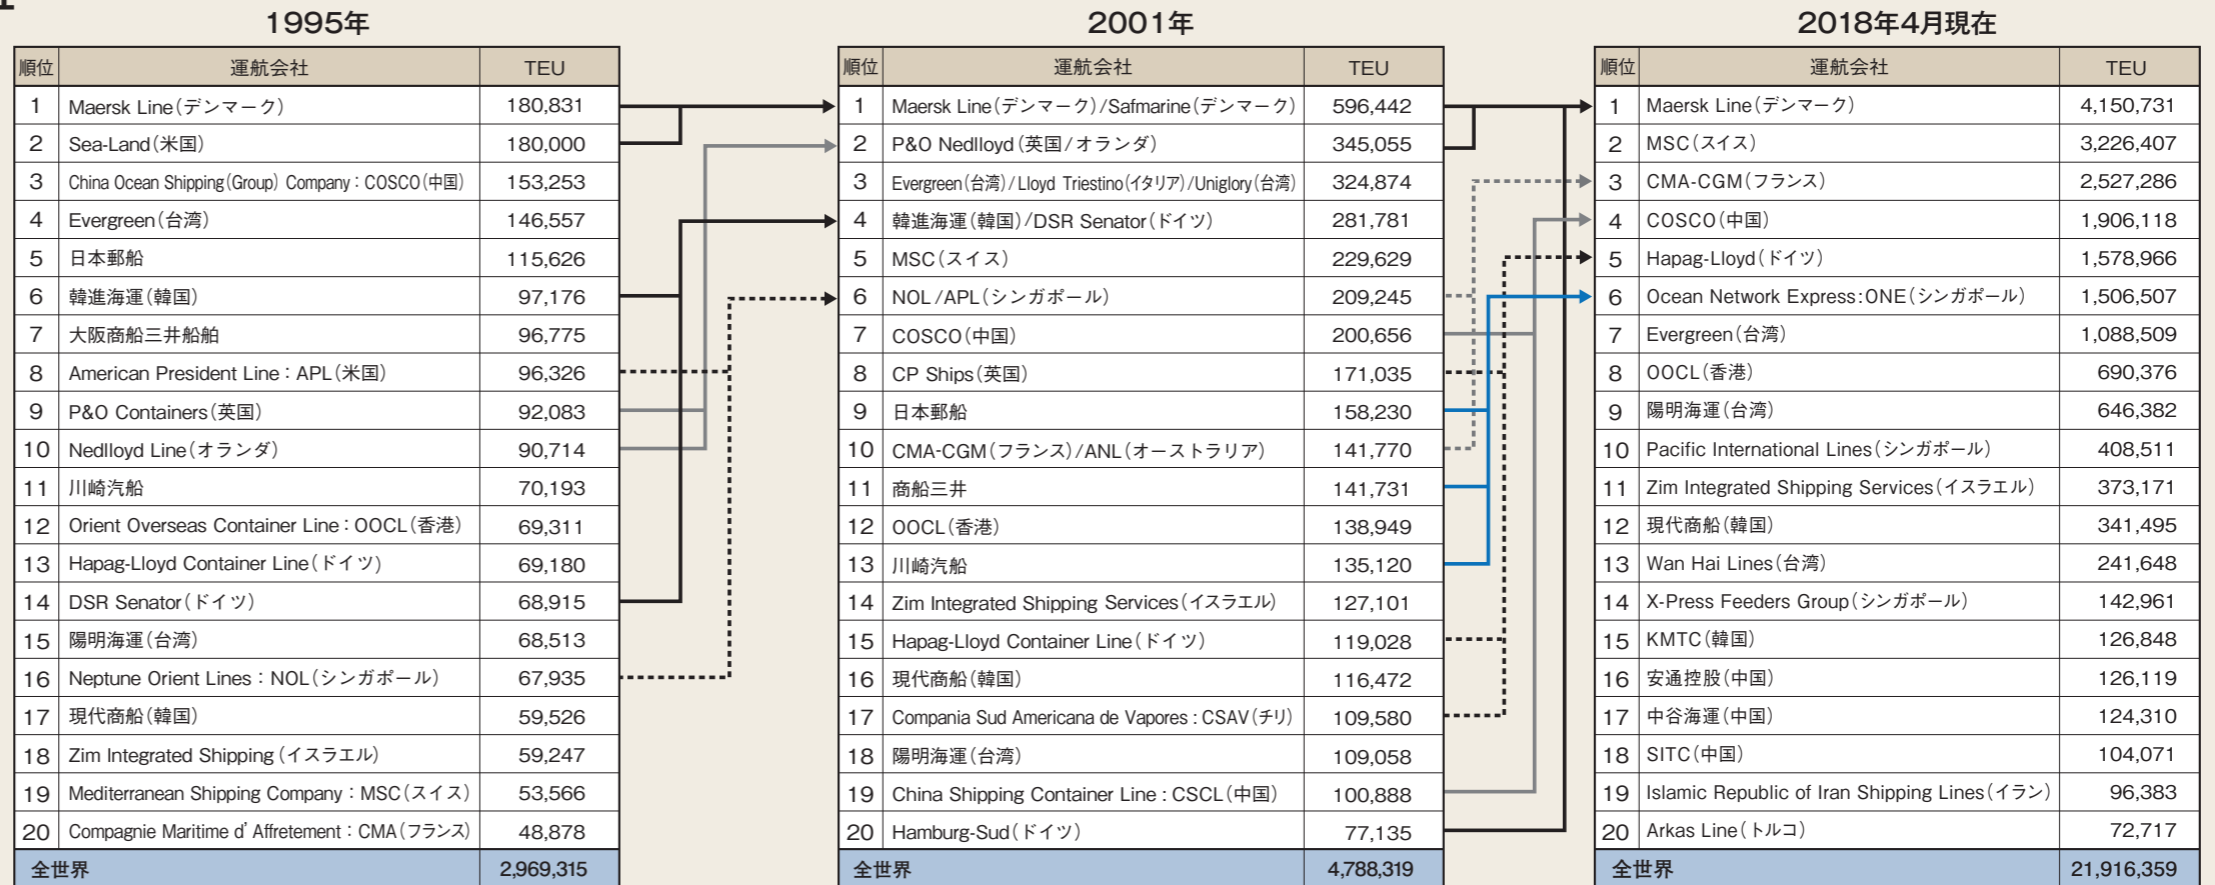 1995年
順位 運航会社 TEU
1 Maersk Line(デンマーク) 180,831
2 Sea-Land(米国) 180,000
3 China Ocean Shipping(Group) Company:COSCO(中国) 153,253
4 Evergreen(台湾) 146,557
5 日本郵船 115,626
6 韓進海運(韓国) 97,176
7 大阪商船三井船舶 96,775
8 American President Line:APL(米国) 96,326
9 P&O Containers(英国) 92,083
10 Nedlloyd Line(オランダ) 90,714
11 川崎汽船 70,193
12 Orient Overseas Container Line:OOCL(香港) 69,311
13 Hapag-Lloyd Container Line(ドイツ) 69,180
14 DSR Senator(ドイツ) 68,915
15 陽明海運(台湾) 68,513
16 Neptune Orient Lines:NOL(シンガポール) 67,935
17 現代商船(韓国) 59,526
18 Zim Integrated Shipping(イスラエル) 59,247
19 Mediterranean Shipping Company:MSC(スイス) 53,566
20 Compagnie Maritime d' Affretement:CMA(フランス) 48,878
全世界 2,969,315
2001年
順位 運航会社 TEU
1 Maersk Line(デンマーク)/Safmarine(デンマーク) 596,442
2 P&O Nedlloyd(英国/オランダ) 345,055
3 Evergreen(台湾)/Lloyd Triestino(イタリア)/Uniglory(台湾) 324,874
4 韓進海運(韓国)/DSR Senator(ドイツ) 281,781
5 MSC(スイス) 229,629
6 NOL/APL(シンガポール) 209,245
7 COSCO(中国) 200,656
8 CP Ships(英国) 171,035
9 日本郵船 158,230
10 CMA-CGM(フランス)/ANL(オーストラリア) 141,770
11 商船三井 141,731
12 OOCL(香港) 138,949
13 川崎汽船 135,120
14 Zim Integrated Shipping Services(イスラエル) 127,101
15 Hapag-Lloyd Container Line(ドイツ) 119,028
16 現代商船(韓国) 116,472
17 Compania Sud Americana de Vapores:CSAV(チリ) 109,580
18 陽明海運(台湾) 109,058
19 China Shipping Container Line:CSCL(中国) 100,888
20 Hamburg-Sud(ドイツ) 77,135
全世界 4,788,319
2018年4月現在
順位 運航会社 TEU
1 Maersk Line(デンマーク) 4,150,731
2 MSC(スイス) 3,226,407
3 CMA-CGM(フランス) 2,527,286
4 COSCO(中国) 1,906,118
5 Hapag-Lloyd(ドイツ) 1,578,966
6 Ocean Network Express:ONE(シンガポール) 1,506,507
7 Evergreen(台湾) 1,088,509
8 OOCL(香港) 690,376
9 陽明海運(台湾) 646,382
10 Pacific International Lines(シンガポール) 408,511
11 Zim Integrated Shipping Services(イスラエル) 373,171
12 現代商船(韓国) 341,495
13 Wan Hai Lines(台湾) 241,648
14 X-Press Feeders Group(シンガポール) 142,961
15 KMTC(韓国) 126,848
16 安通控股(中国) 126,119
17 中谷海運(中国) 124,310
18 SITC(中国) 104,071
19 Islamic Republic of Iran Shipping Lines(イラン) 96,383
20 Arkas Line(トルコ) 72,717
全世界 21,916,359